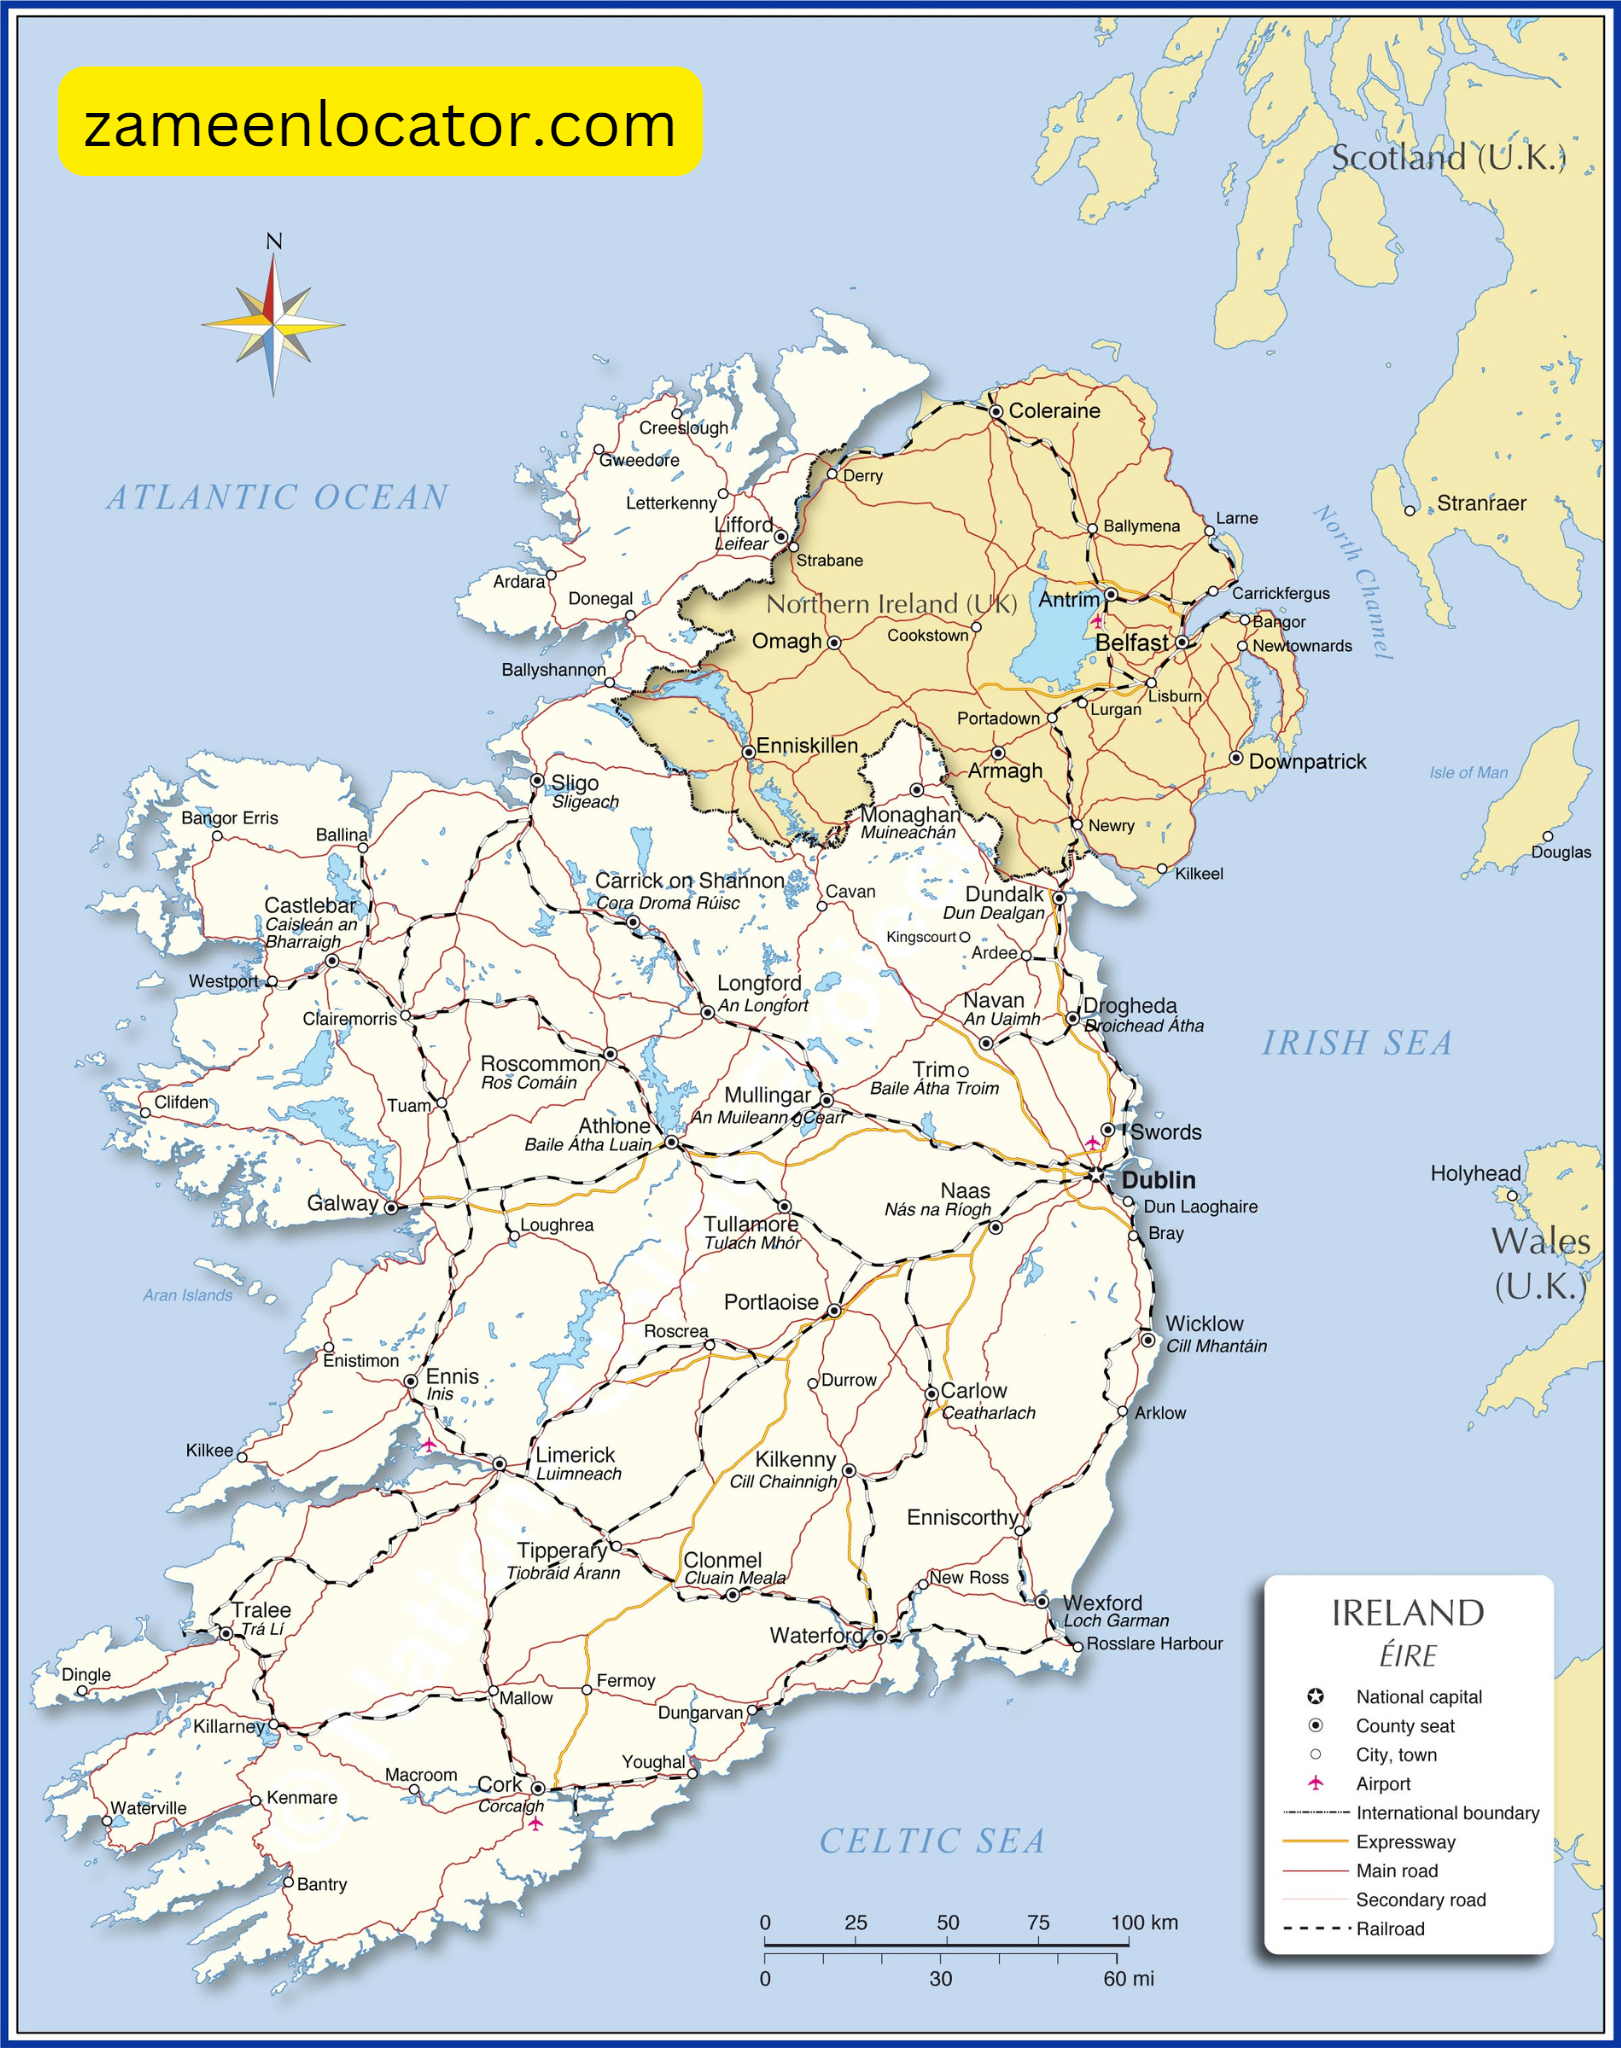 zameenlocator.com
Scotland (U.K.)
N
Coleraine
Creeslough
Gweedore
Derry
ATLANTIC OCEAN
Letterkenny
Stranraer
North Channel
Lifford
Leifear
Ballymena
Larne
Strabane
Ardara
Donegal
Northern Ireland (UK)
Antrim
Carrickfergus
Bangor
Omagh
Cookstown
Belfast
Newtownards
Ballyshannon
Lisburn
Lurgan
Portadown
Enniskillen
Armagh
Downpatrick
Isle of Man
Sligo
Sligeach
Monaghan
Muineachán
Bangor Erris
Ballina
Newry
Douglas
Kilkeel
Carrick on Shannon
Cora Droma Rúisc
Cavan
Dundalk
Dun Dealgan
Castlebar
Caisleán an
Bharraigh
Kingscourt
Ardee
Westport
Longford
An Longfort
Navan
An Uaimh
Drogheda
Droichead Átha
Clairemorris
IRISH SEA
Roscommon
Ros Comáin
Trim
Baile Átha Troim
Clifden
Tuam
Mullingar
An Muileann gCearr
Athlone
Baile Átha Luain
Swords
Holyhead
Dublin
Galway
Naas
Nás na Ríogh
Dun Laoghaire
Loughrea
Tullamore
Tulach Mhór
Bray
Wales
(U.K.)
Aran Islands
Portlaoise
Wicklow
Cill Mhantáin
Roscrea
Enistimon
Ennis
Inis
Durrow
Carlow
Ceatharlach
Arklow
Kilkee
Limerick
Luimneach
Kilkenny
Cill Chainnigh
Enniscorthy
Tipperary
Tiobraid Árann
Clonmel
Cluain Meala
New Ross
Wexford
Loch Garman
Tralee
Trá Lí
Waterford
Rosslare Harbour
Dingle
Fermoy
Mallow
Dungarvan
Killarney
Youghal
Macroom
Cork
Corcaigh
Kenmare
Waterville
Bantry
CELTIC SEA
0 25 50 75 100 km
0 30 60 mi
IRELAND
ÉIRE
National capital
County seat
City, town
Airport
International boundary
Expressway
Main road
Secondary road
Railroad